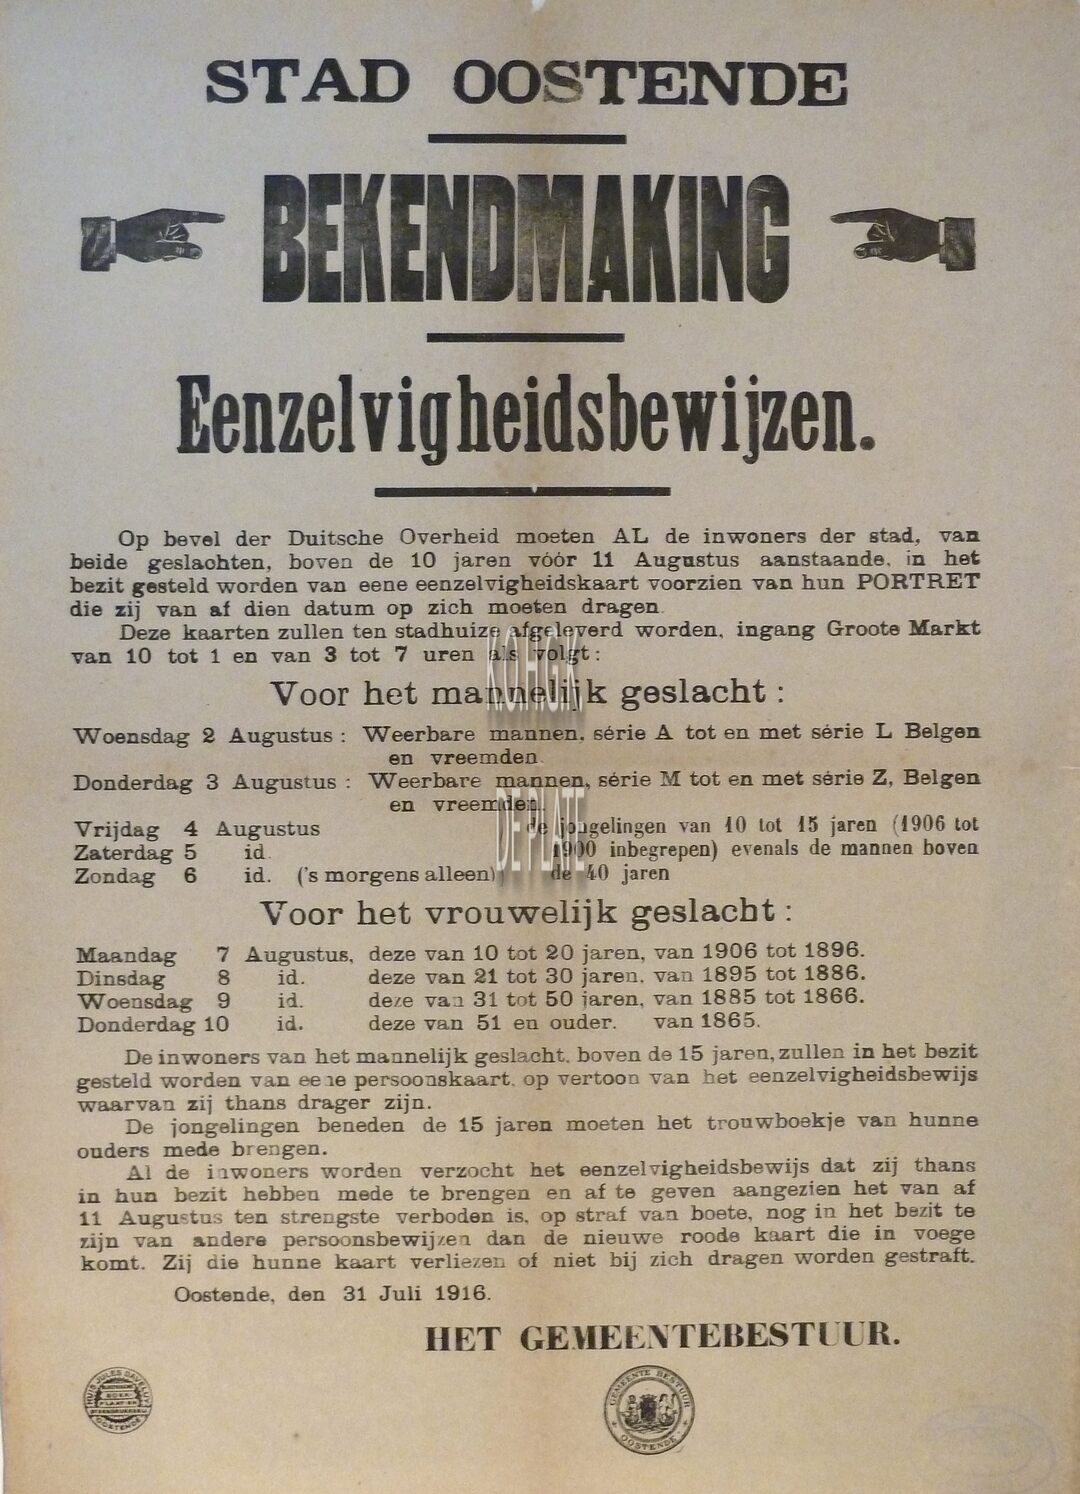 STAD OOSTENDE
BEKENDMAKING
Eenzelvigheidsbewijzen.
Op bevel der Duitsche Overheid moeten AL de inwoners der stad, van
beide geslachten, boven de 10 jaren vóór 11 Augustus aanstaande, in het
bezit gesteld worden van eene eenzelvigheidskaart voorzien van hun PORTRET
die zij van af dien datum op zich moeten dragen.
Deze kaarten zullen ten stadhuize afgeleverd worden, ingang Groote Markt
van 10 tot 1 en van 3 tot 7 uren als volgt:
KOHGK
Voor het mannelijk geslacht :
Woensdag 2 Augustus : Weerbare mannen, série A tot en met série L Belgen
en vreemden.
Donderdag 3 Augustus : Weerbare mannen, série M tot en met série Z, Belgen
en vreemden.
DE PLATE
Vrijdag 4 Augustus ) de jongelingen van 10 tot 15 jaren (1906 tot
Zaterdag 5 id. 1900 inbegrepen) evenals de mannen boven
Zondag 6 id. ('s morgens alleen) de 40 jaren
Voor het vrouwelijk geslacht :
Maandag 7 Augustus, deze van 10 tot 20 jaren, van 1906 tot 1896.
Dinsdag 8 id. deze van 21 tot 30 jaren, van 1895 tot 1886.
Woensdag 9 id. deze van 31 tot 50 jaren, van 1885 tot 1866.
Donderdag 10 id. deze van 51 en ouder. van 1865.
De inwoners van het mannelijk geslacht, boven de 15 jaren, zullen in het bezit
gesteld worden van eene persoonskaart, op vertoon van het eenzelvigheidsbewijs
waarvan zij thans drager zijn.
De jongelingen beneden de 15 jaren moeten het trouwboekje van hunne
ouders mede brengen.
Al de inwoners worden verzocht het eenzelvigheidsbewijs dat zij thans
in hun bezit hebben mede te brengen en af te geven aangezien het van af
11 Augustus ten strengste verboden is, op straf van boete, nog in het bezit te
zijn van andere persoonsbewijzen dan de nieuwe roode kaart die in voege
komt. Zij die hunne kaart verliezen of niet bij zich dragen worden gestraft.
Oostende, den 31 Juli 1916.
HET GEMEENTEBESTUUR.
HUIS JULES DAVELUY
BOEK-
OOSTENDE
GEMEENTE BESTUUR
OOSTENDE